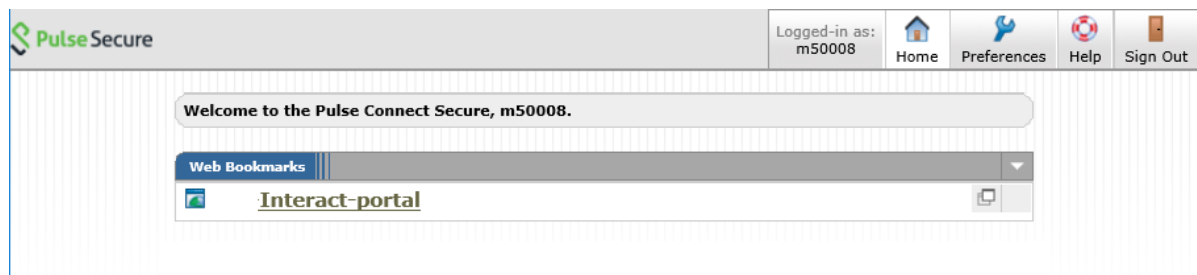 Pulse Secure
Logged-in as:
m50008
Home
Preferences
Help
Sign Out
Welcome to the Pulse Connect Secure, m50008.
Web Bookmarks
Interact-portal